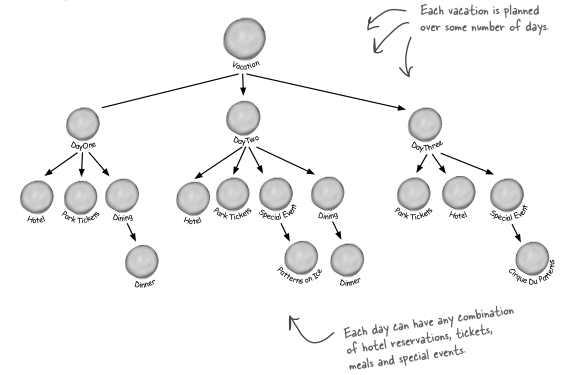 Each vacation is planned
over some number of days.
Vacation
DayOne
DayTwo
DayThree
Hotel
Park Tickets
Dining
Hotel
Park Tickets
Special Event
Dining
Park Tickets
Hotel
Special Event
Dinner
Patterns on Ice
Dinner
Cirque Du Patterns
Each day can have any combination
of hotel reservations, tickets,
meals and special events.